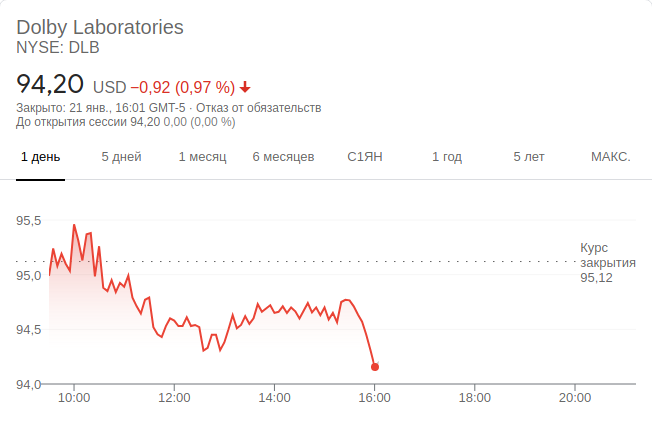 Dolby Laboratories
NYSE: DLB
94,20 USD −0,92 (0,97 %)
Закрыто: 21 янв., 16:01 GMT-5 · Отказ от обязательств
До открытия сессии 94,20 0,00 (0,00 %)
1 день 5 дней 1 месяц 6 месяцев С1ЯН 1 год 5 лет МАКС.
95,5
Курс
закрытия
95,12
95,0
94,5
94,0
10:00 12:00 14:00 16:00 18:00 20:00